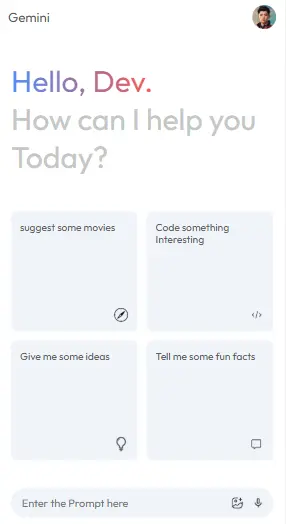 Gemini
Hello, Dev.
How can I help you
Today?
suggest some movies
Code something
Interesting
Give me some ideas
Tell me some fun facts
Enter the Prompt here